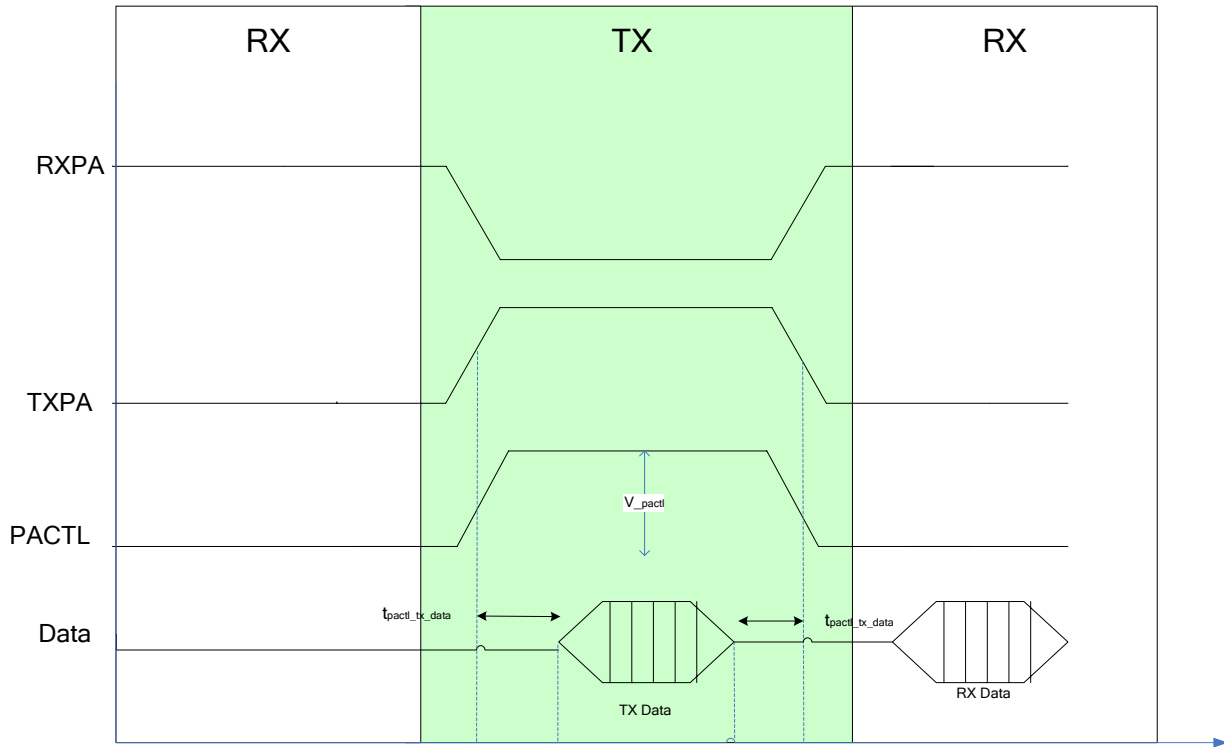 RX
TX
RX
RXPA
TXPA
PACTL
V_pactl
Data
tpactl_tx_data
tpactl_tx_data
TX Data
RX Data